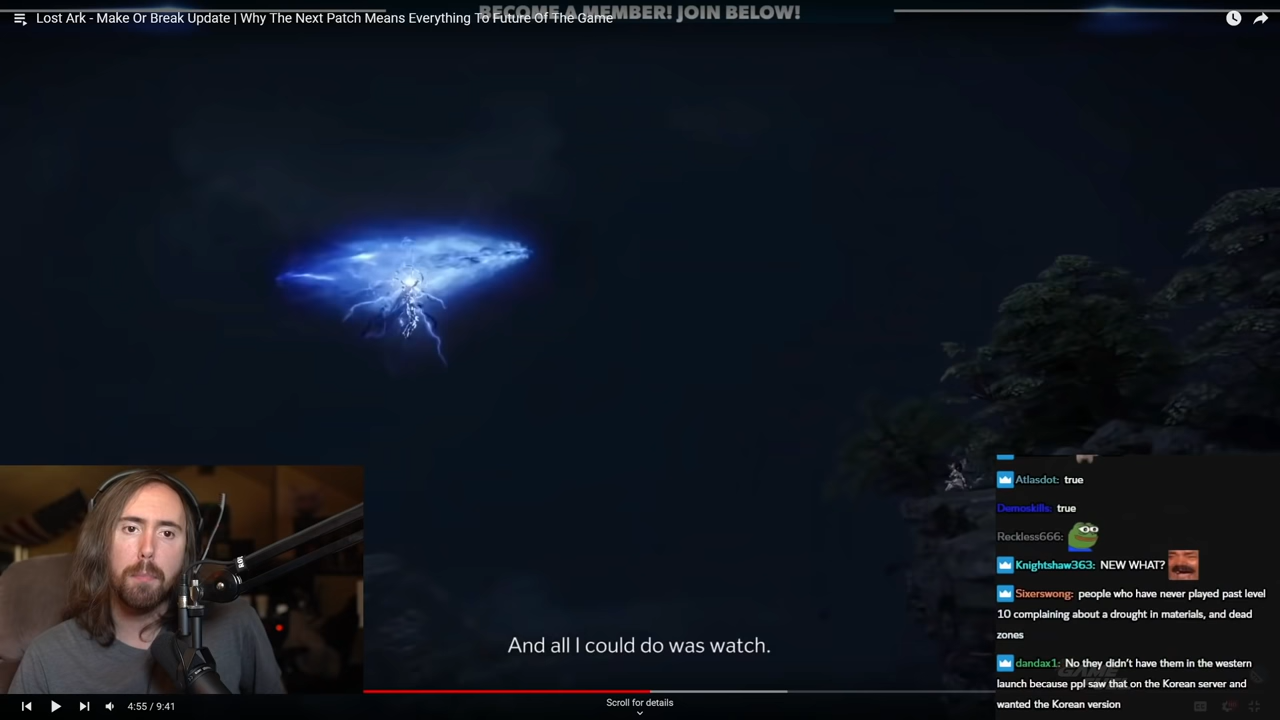 BECOME A MEMBER! JOIN BELOW!
Lost Ark - Make Or Break Update | Why The Next Patch Means Everything To Future Of The Game
Atlasdot: true
Demoskills: true
Reckless666:
Knightshaw363: NEW WHAT?
Sixerswong: people who have never played past level
10 complaining about a drought in materials, and dead
zones
And all I could do was watch.
dandax1: No they didn't have them in the western
launch because ppl saw that on the Korean server and
wanted the Korean version
4:55 / 9:41
Scroll for details